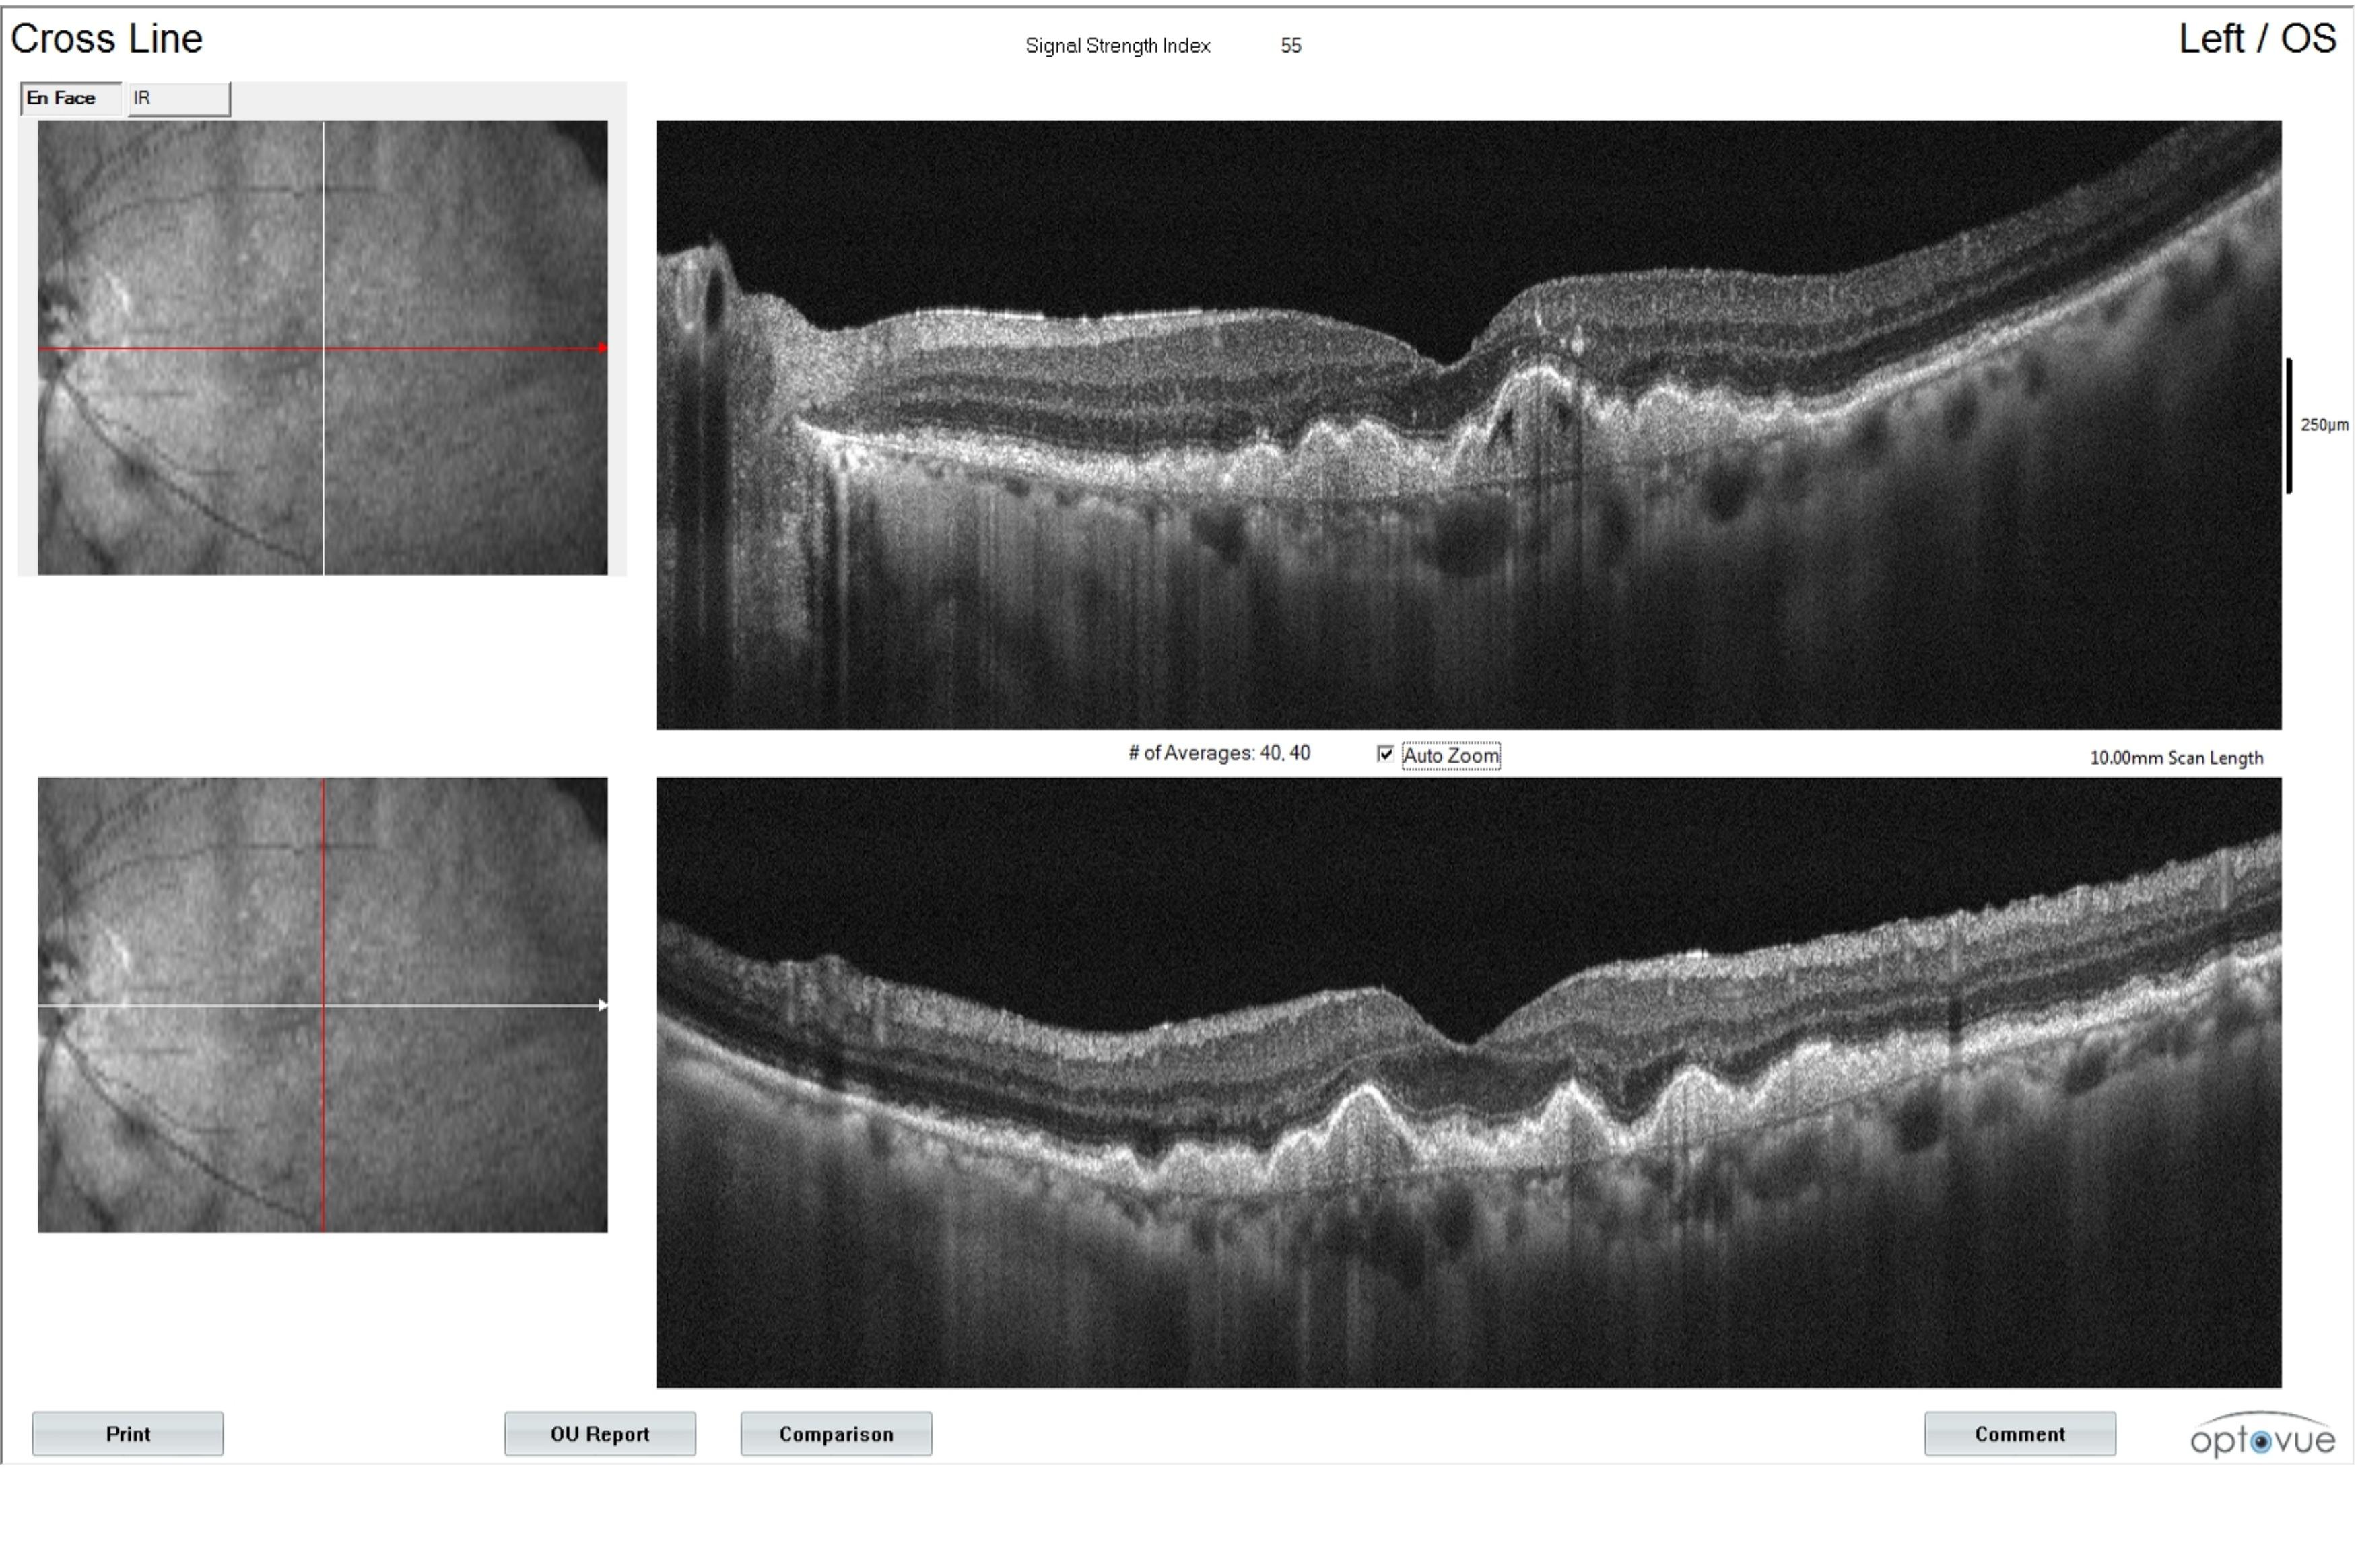 Cross Line
Signal Strength Index 55
Left / OS
En Face
IR
250µm
# of Averages: 40, 40
Auto Zoom
10.00mm Scan Length
Print
OU Report
Comparison
Comment
optovue